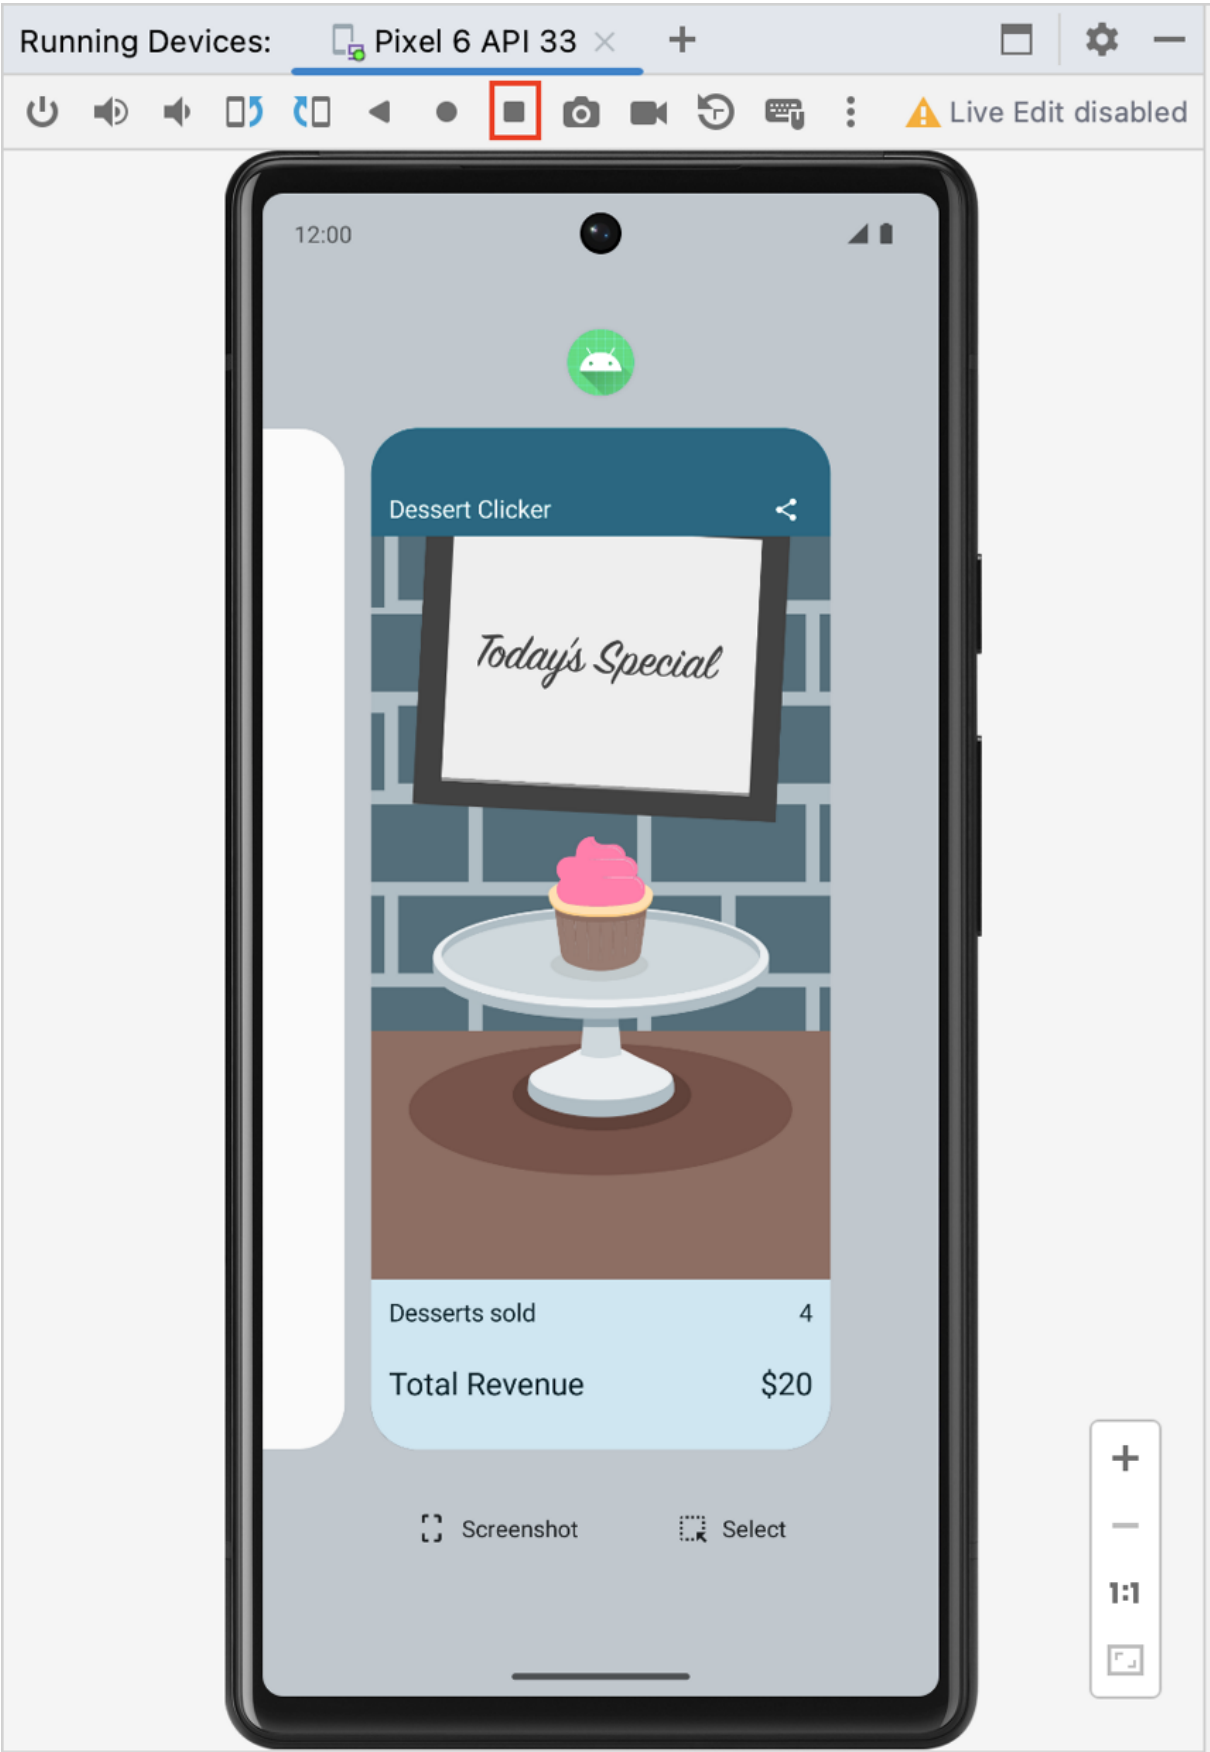 Running Devices: Pixel 6 API 33
Live Edit disabled
12:00
Dessert Clicker
Today's Special
Desserts sold 4
Total Revenue $20
Screenshot Select
1:1